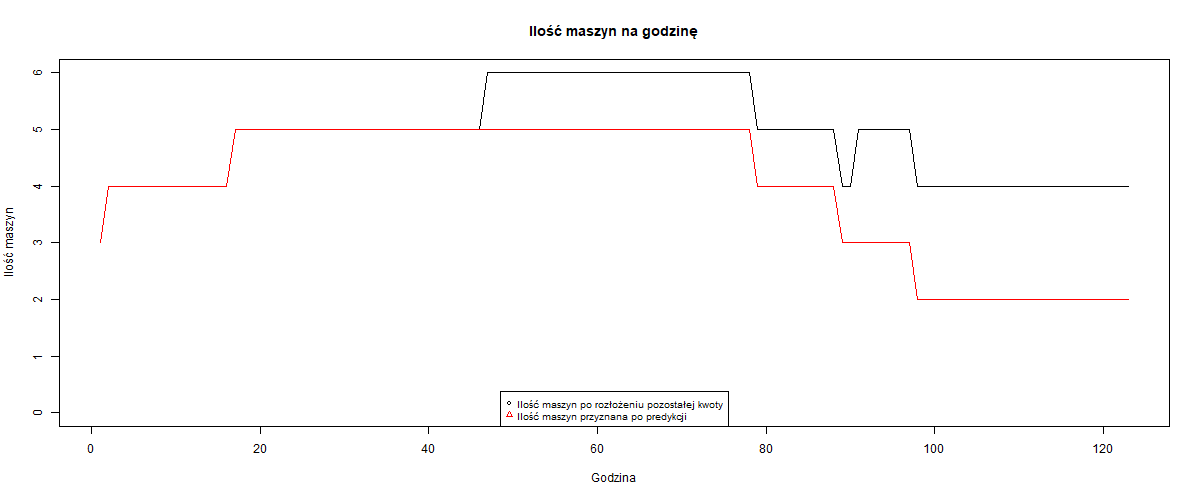 Ilość maszyn na godzinę
Ilość maszyn
6
5
4
3
2
1
0
Ilość maszyn po rozłożeniu pozostałej kwoty
Ilość maszyn przyznana po predykcji
0 20 40 60 80 100 120
Godzina